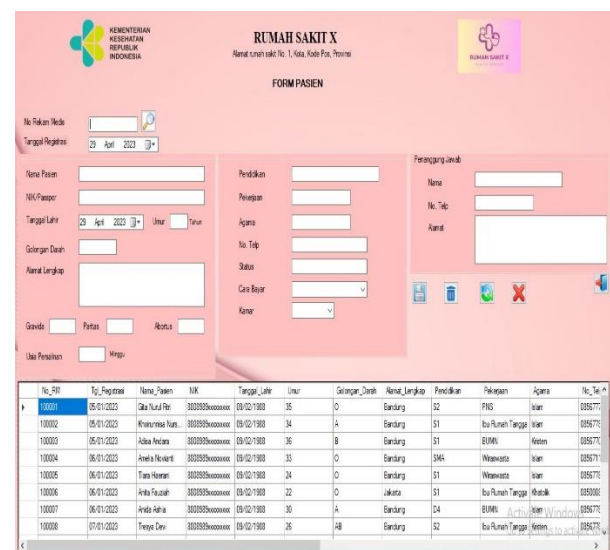 KEMENTERIAN
KESEHATAN
REPUBLIK
INDONESIA
RUMAH SAKIT X
Alamat rumah sakit No. 1, Kota, Kode Pos, Provinsi
RUMAH SAKIT X
FORM PASIEN
No Rekam Medis
Tanggal Registrasi 29 April 2023
Nama Pasien
NIK/Paspor
Tanggal Lahir 29 April 2023 Umur Tahun
Golongan Darah
Alamat Lengkap
Gravida Partus Abortus
Usia Persalinan Minggu
Pendidikan
Pekerjaan
Agama
No. Telp
Status
Cara Bayar
Kamar
Penanggung Jawab
Nama
No. Telp
Alamat
No_RM Tgl_Registrasi Nama_Pasien NIK Tanggal_Lahir Umur Golongan_Darah Alamat_Lengkap Pendidikan Pekerjaan Agama
100001 05/01/2023 Gita Nurul Fitri 09/02/1988 35 O Bandung S2 PNS Islam
100002 05/01/2023 Khoirunnisa Nurs... 09/02/1988 34 A Bandung S1 Ibu Rumah Tangga Islam
100003 05/01/2023 Adisa Andara 09/02/1988 36 B Bandung S1 BUMN Kristen
100004 06/01/2023 Amelia Novianti 09/02/1988 33 O Bandung SMA Wiraswasta Islam
100005 06/01/2023 Tiara Haerani 09/02/1988 24 O Bandung S1 Wiraswasta Islam
100006 06/01/2023 Anita Fauziah 09/02/1988 22 O Jakarta S1 Ibu Rumah Tangga Khatolik
100007 06/01/2023 Anida Ashia 09/02/1988 30 A Bandung D4 BUMN Islam
100008 07/01/2023 Trenya Devi 09/02/1988 26 AB Bandung S2 Ibu Rumah Tangga Kristen